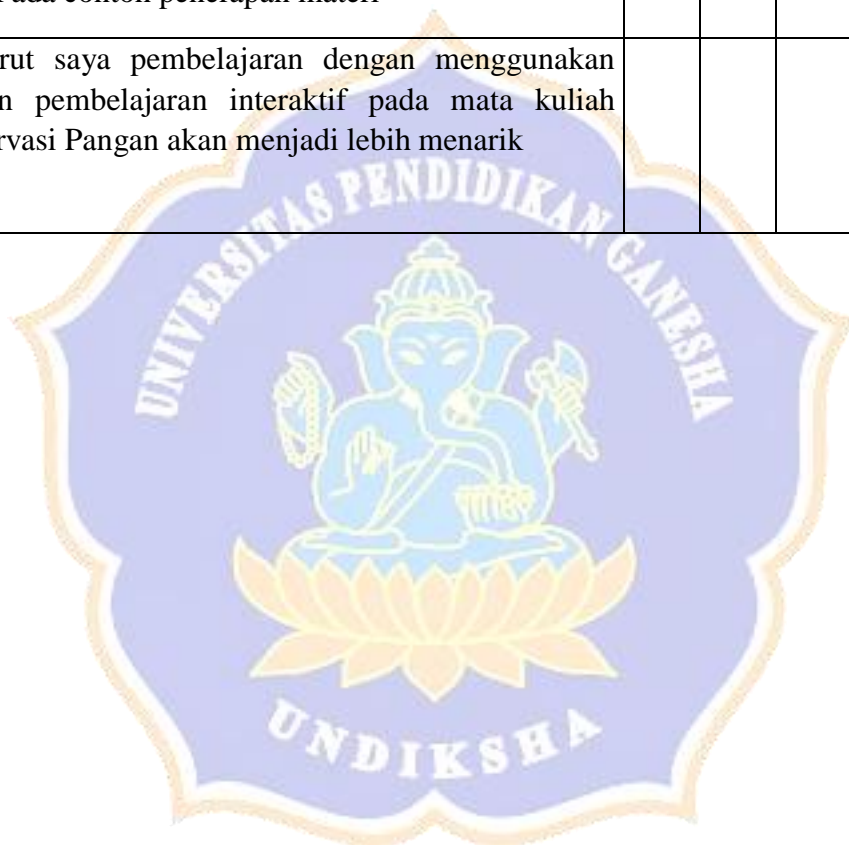 contoh penerapan materi
rut saya pembelajaran dengan menggunakan
n pembelajaran interaktif pada mata kuliah
rvasi Pangan akan menjadi lebih menarik
UNIVERSITAS PENDIDIKAN GANESHA
UNDIKSHA